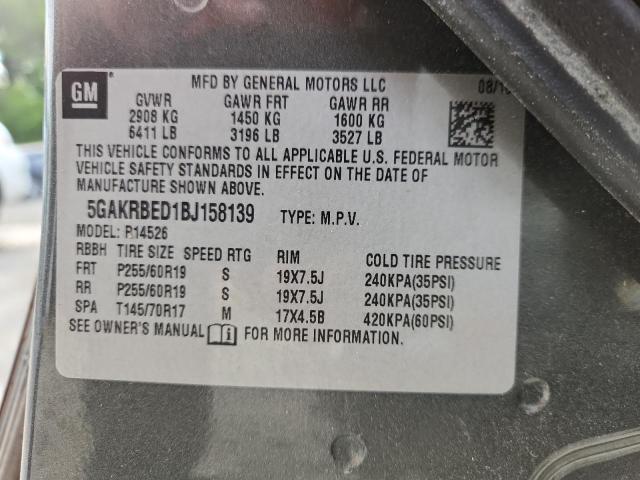 GM
MFD BY GENERAL MOTORS LLC 08/1
GVWR GAWR FRT GAWR RR
2908 KG 1450 KG 1600 KG
6411 LB 3196 LB 3527 LB
THIS VEHICLE CONFORMS TO ALL APPLICABLE U.S. FEDERAL MOTOR
VEHICLE SAFETY STANDARDS IN EFFECT ON THE DATE OF
MANUFACTURE SHOWN ABOVE.
5GAKRBED1BJ158139 TYPE: M.P.V.
MODEL: R14526
RBBH TIRE SIZE SPEED RTG RIM COLD TIRE PRESSURE
FRT P255/60R19 S 19X7.5J 240KPA(35PSI)
RR P255/60R19 S 19X7.5J 240KPA(35PSI)
SPA T145/70R17 M 17X4.5B 420KPA(60PSI)
SEE OWNER'S MANUAL i FOR MORE INFORMATION.